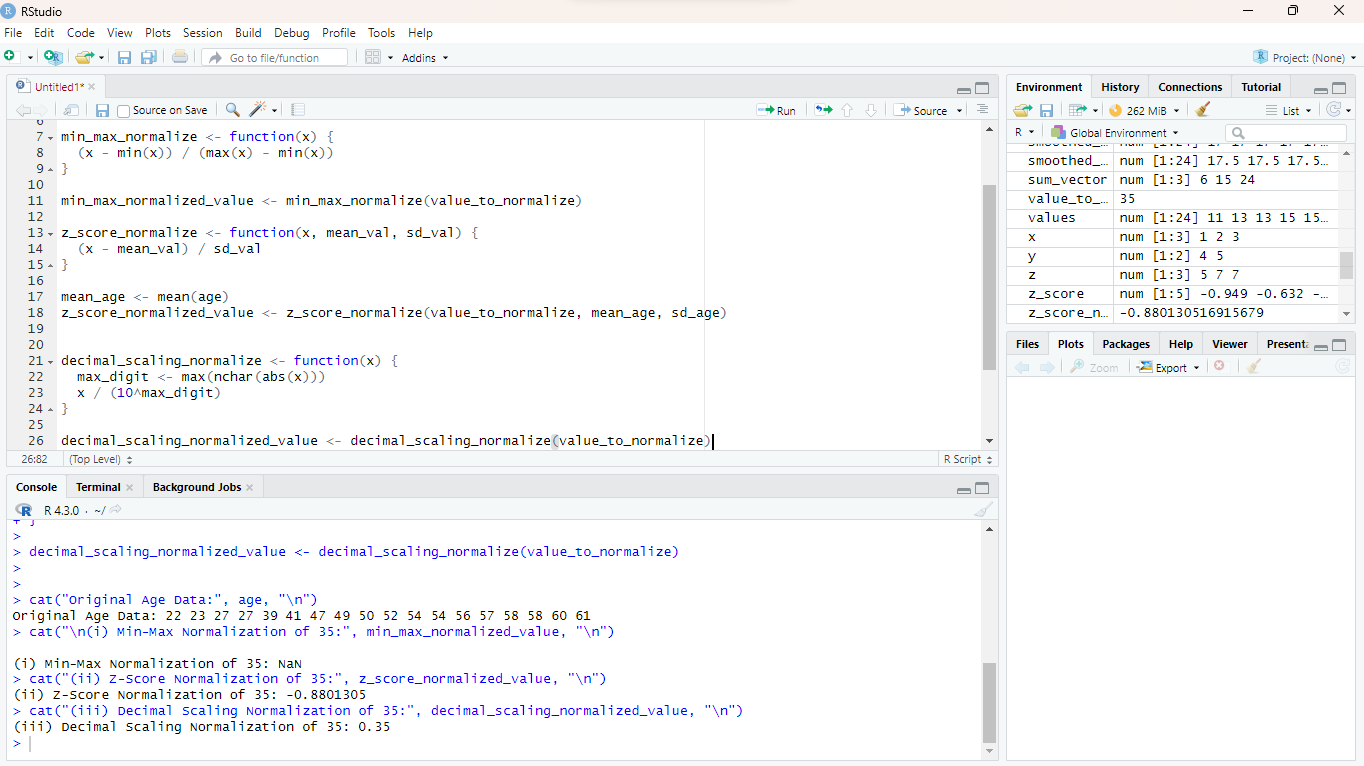 RStudio
File Edit Code View Plots Session Build Debug Profile Tools Help
Go to file/function Addins Project: (None)
Untitled1*
Source on Save Run Source
6
7 min_max_normalize <- function(x) {
8 (x - min(x)) / (max(x) - min(x))
9 }
10
11 min_max_normalized_value <- min_max_normalize(value_to_normalize)
12
13 z_score_normalize <- function(x, mean_val, sd_val) {
14 (x - mean_val) / sd_val
15 }
16
17 mean_age <- mean(age)
18 z_score_normalized_value <- z_score_normalize(value_to_normalize, mean_age, sd_age)
19
20
21 decimal_scaling_normalize <- function(x) {
22 max_digit <- max(nchar(abs(x)))
23 x / (10^max_digit)
24 }
25
26 decimal_scaling_normalized_value <- decimal_scaling_normalize(value_to_normalize)
26:82 (Top Level) R Script
Console Terminal Background Jobs
R 4.3.0 · ~/
+ }
>
> decimal_scaling_normalized_value <- decimal_scaling_normalize(value_to_normalize)
>
>
> cat("Original Age Data:", age, "\n")
Original Age Data: 22 23 27 27 39 41 47 49 50 52 54 54 56 57 58 58 60 61
> cat("\n(i) Min-Max Normalization of 35:", min_max_normalized_value, "\n")
(i) Min-Max Normalization of 35: NaN
> cat("(ii) Z-Score Normalization of 35:", z_score_normalized_value, "\n")
(ii) Z-Score Normalization of 35: -0.8801305
> cat("(iii) Decimal Scaling Normalization of 35:", decimal_scaling_normalized_value, "\n")
(iii) Decimal Scaling Normalization of 35: 0.35
>
Environment History Connections Tutorial
262 MiB List
R Global Environment
smoothed_… num [1:24] 17.5 17.5 17.5…
sum_vector num [1:3] 6 15 24
value_to_… 35
values num [1:24] 11 13 13 15 15…
x num [1:3] 1 2 3
y num [1:2] 4 5
z num [1:3] 5 7 7
z_score num [1:5] -0.949 -0.632 -…
z_score_n… -0.880130516915679
Files Plots Packages Help Viewer Present
Zoom Export